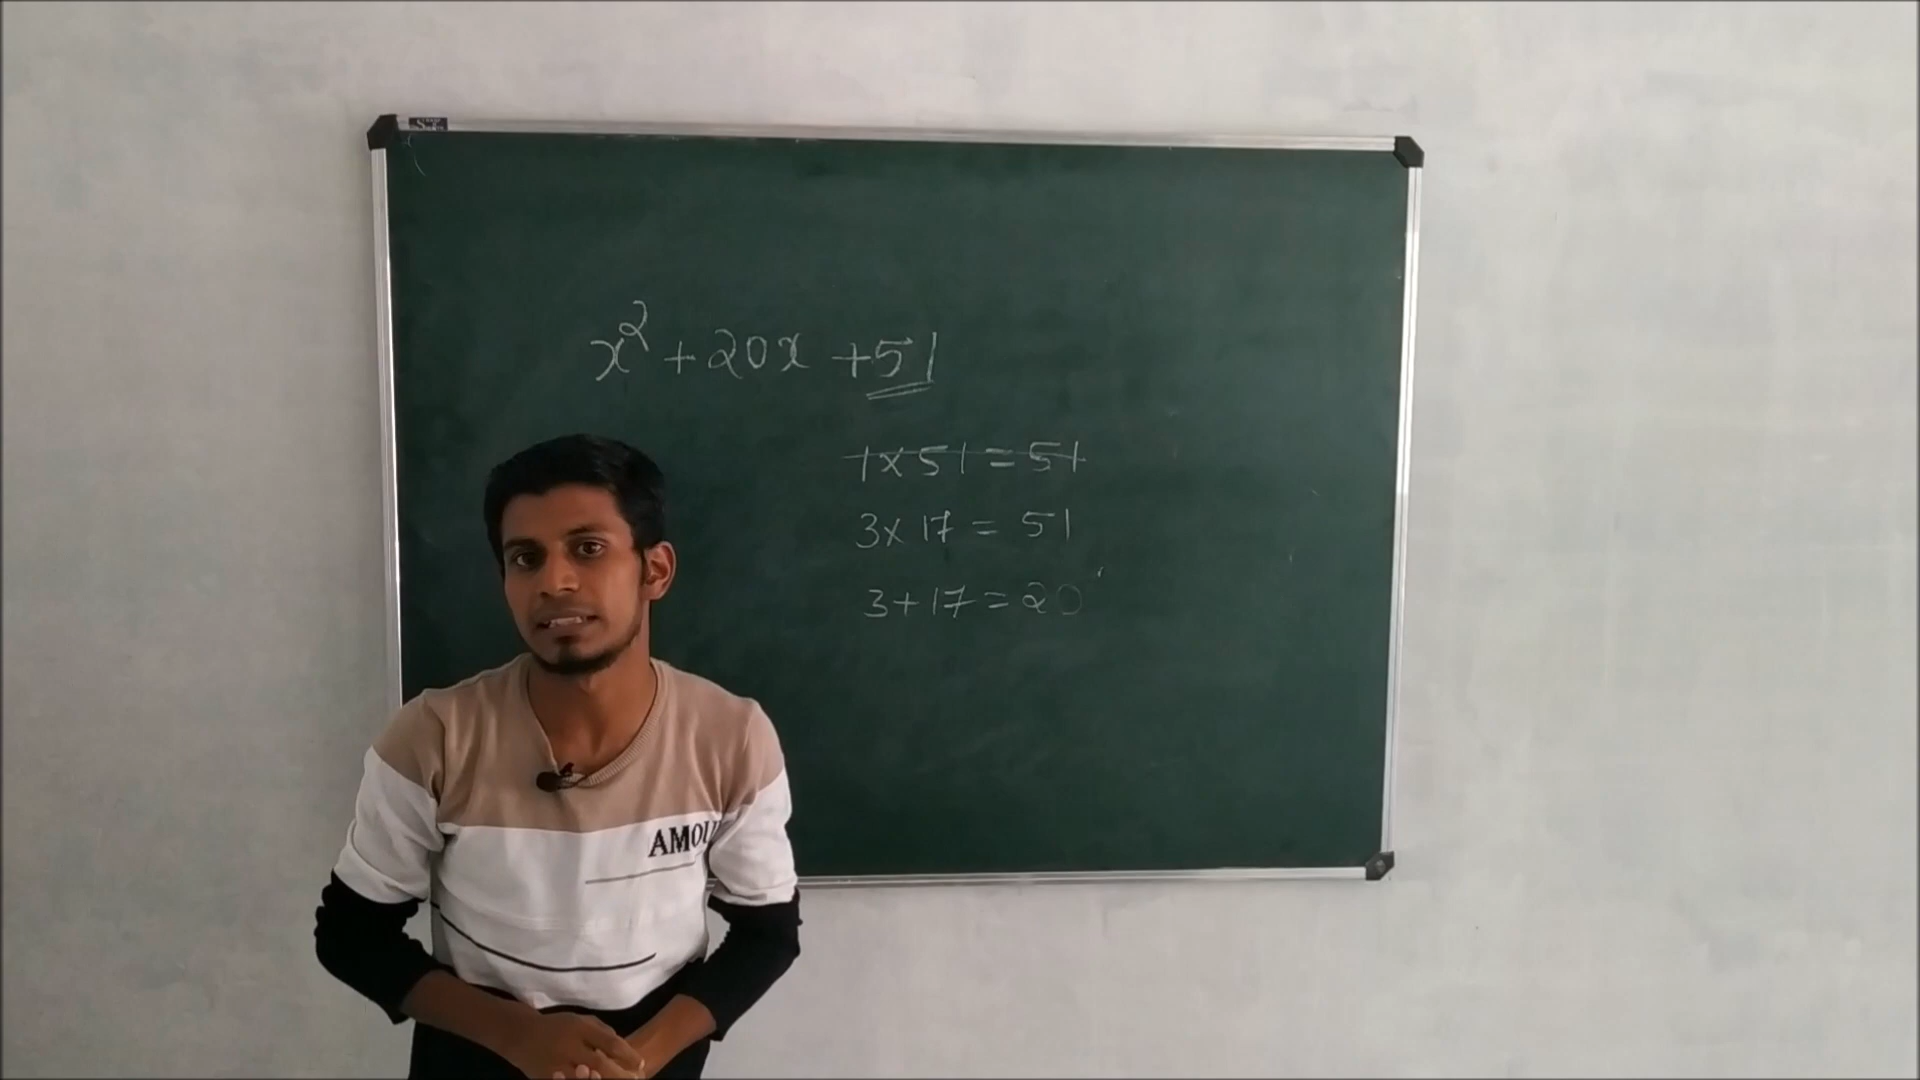 x² + 20x + 51
1 x 51 = 51
3 x 17 = 51
3 + 17 = 20
AMOU